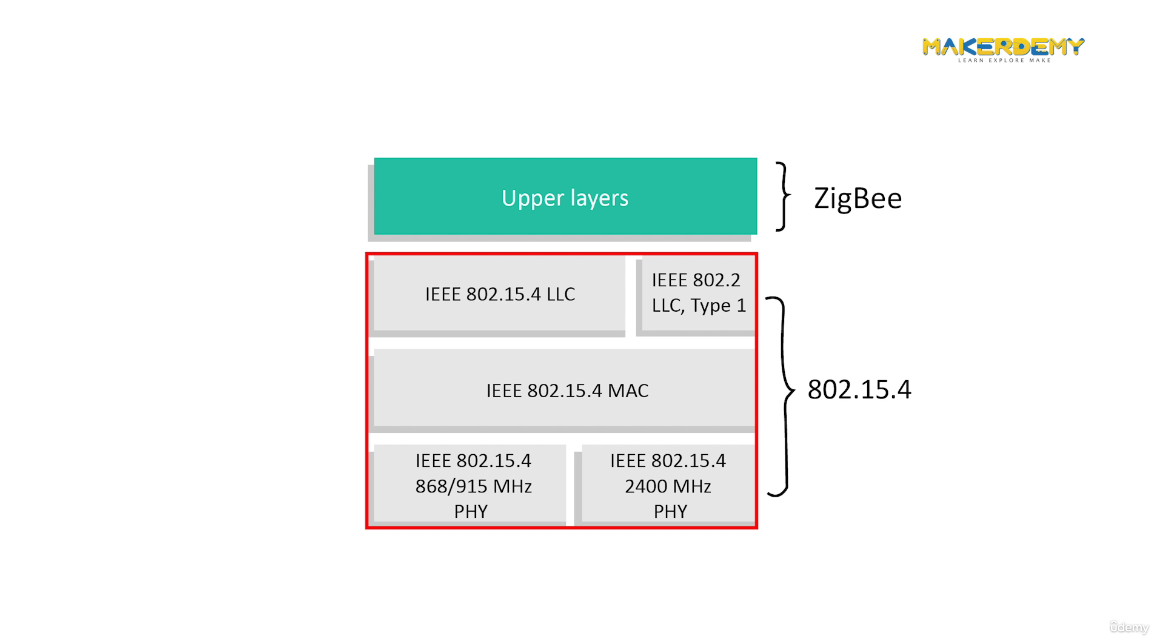 MAKERDEMY
LEARN EXPLORE MAKE
Upper layers
ZigBee
IEEE 802.15.4 LLC
IEEE 802.2
LLC, Type 1
IEEE 802.15.4 MAC
802.15.4
IEEE 802.15.4
868/915 MHz
PHY
IEEE 802.15.4
2400 MHz
PHY
ûdemy